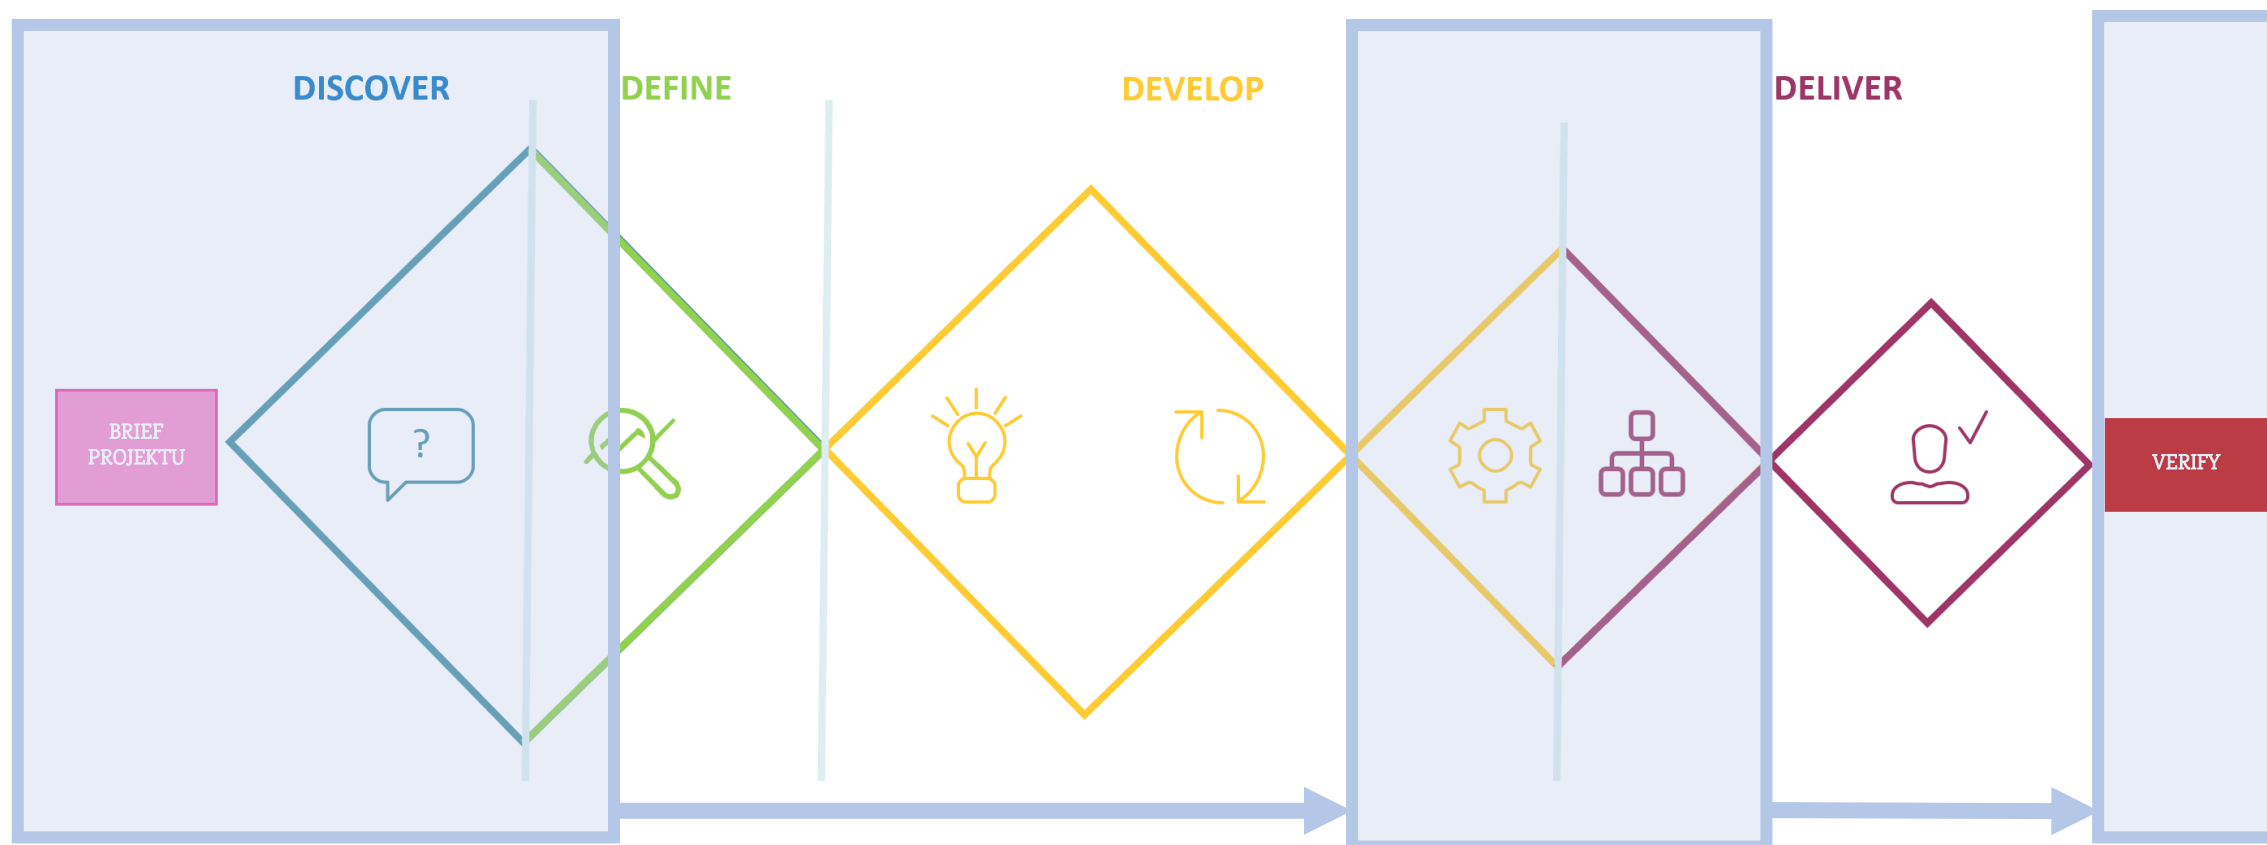 DISCOVER
DEFINE
DEVELOP
DELIVER
BRIEF
PROJEKTU
?
VERIFY